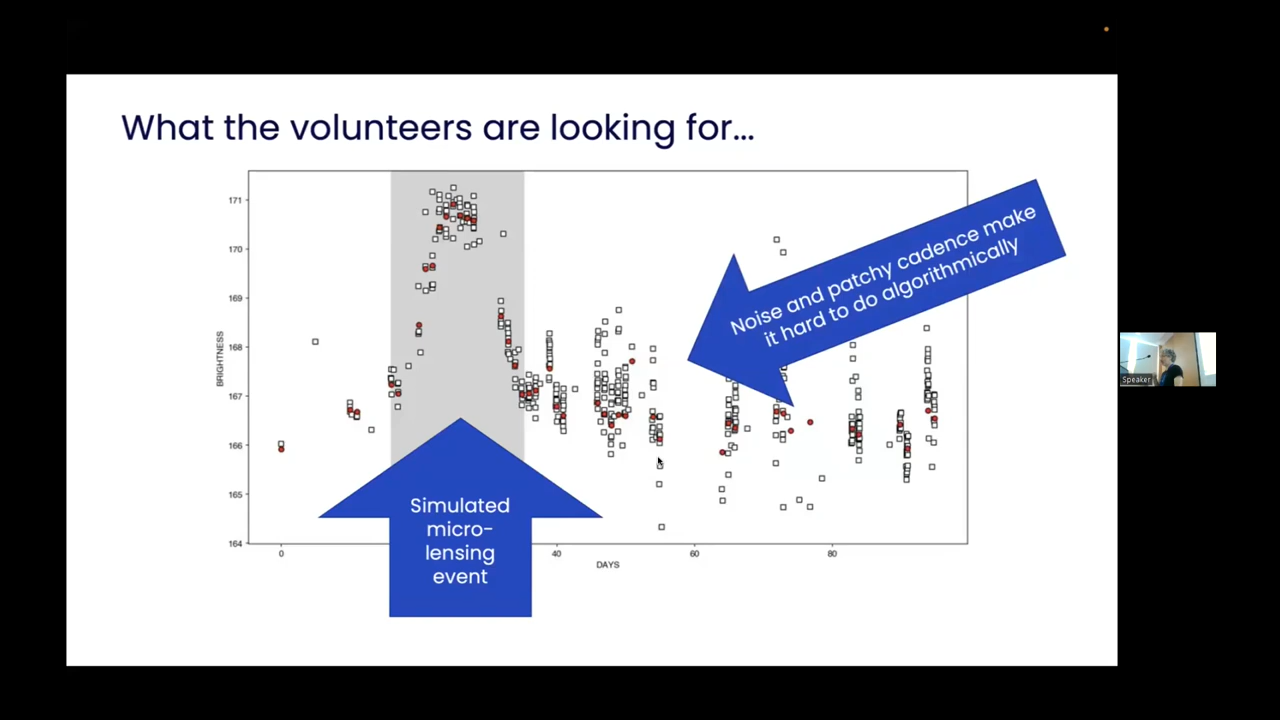 What the volunteers are looking for...
171
170
169
168
167
166
165
164
BRIGHTNESS
0
40
60
80
DAYS
Noise and patchy cadence make
it hard to do algorithmically
Simulated
micro-
lensing
event
Speaker